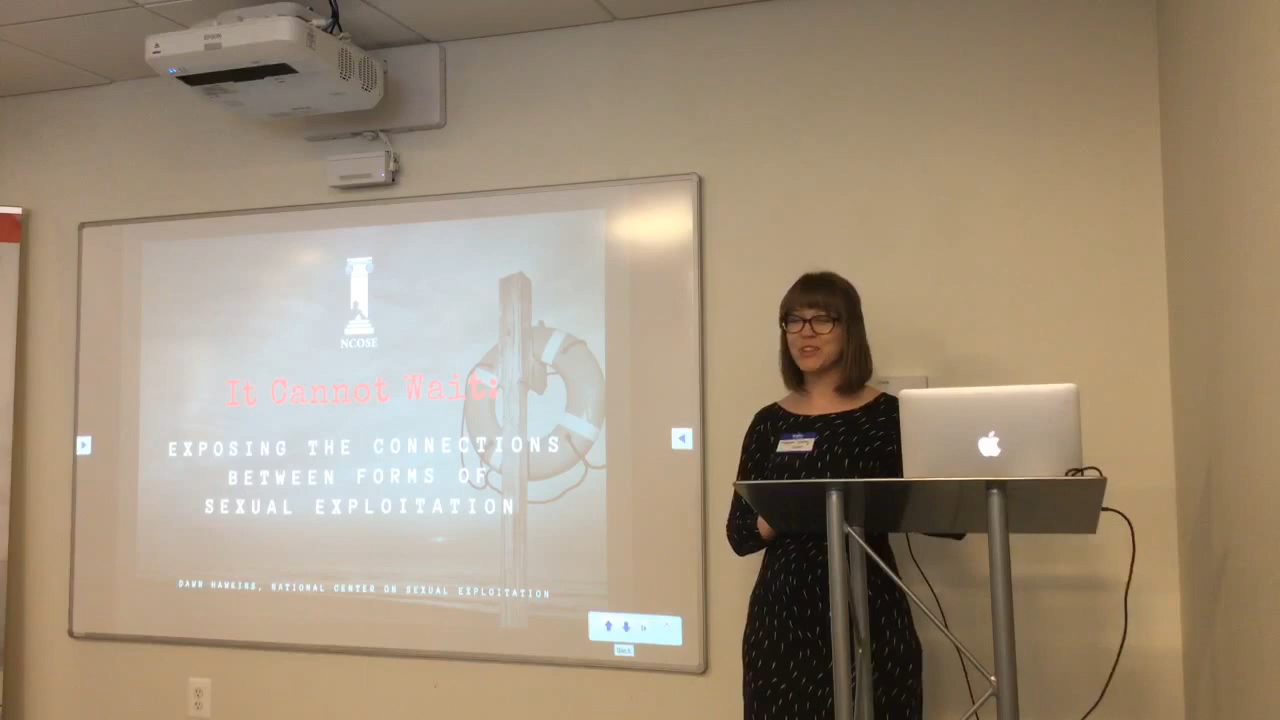 EPSON
NCOSE
It Cannot Wait:
EXPOSING THE CONNECTIONS
BETWEEN FORMS OF
SEXUAL EXPLOITATION
DAWN HAWKINS, NATIONAL CENTER ON SEXUAL EXPLOITATION